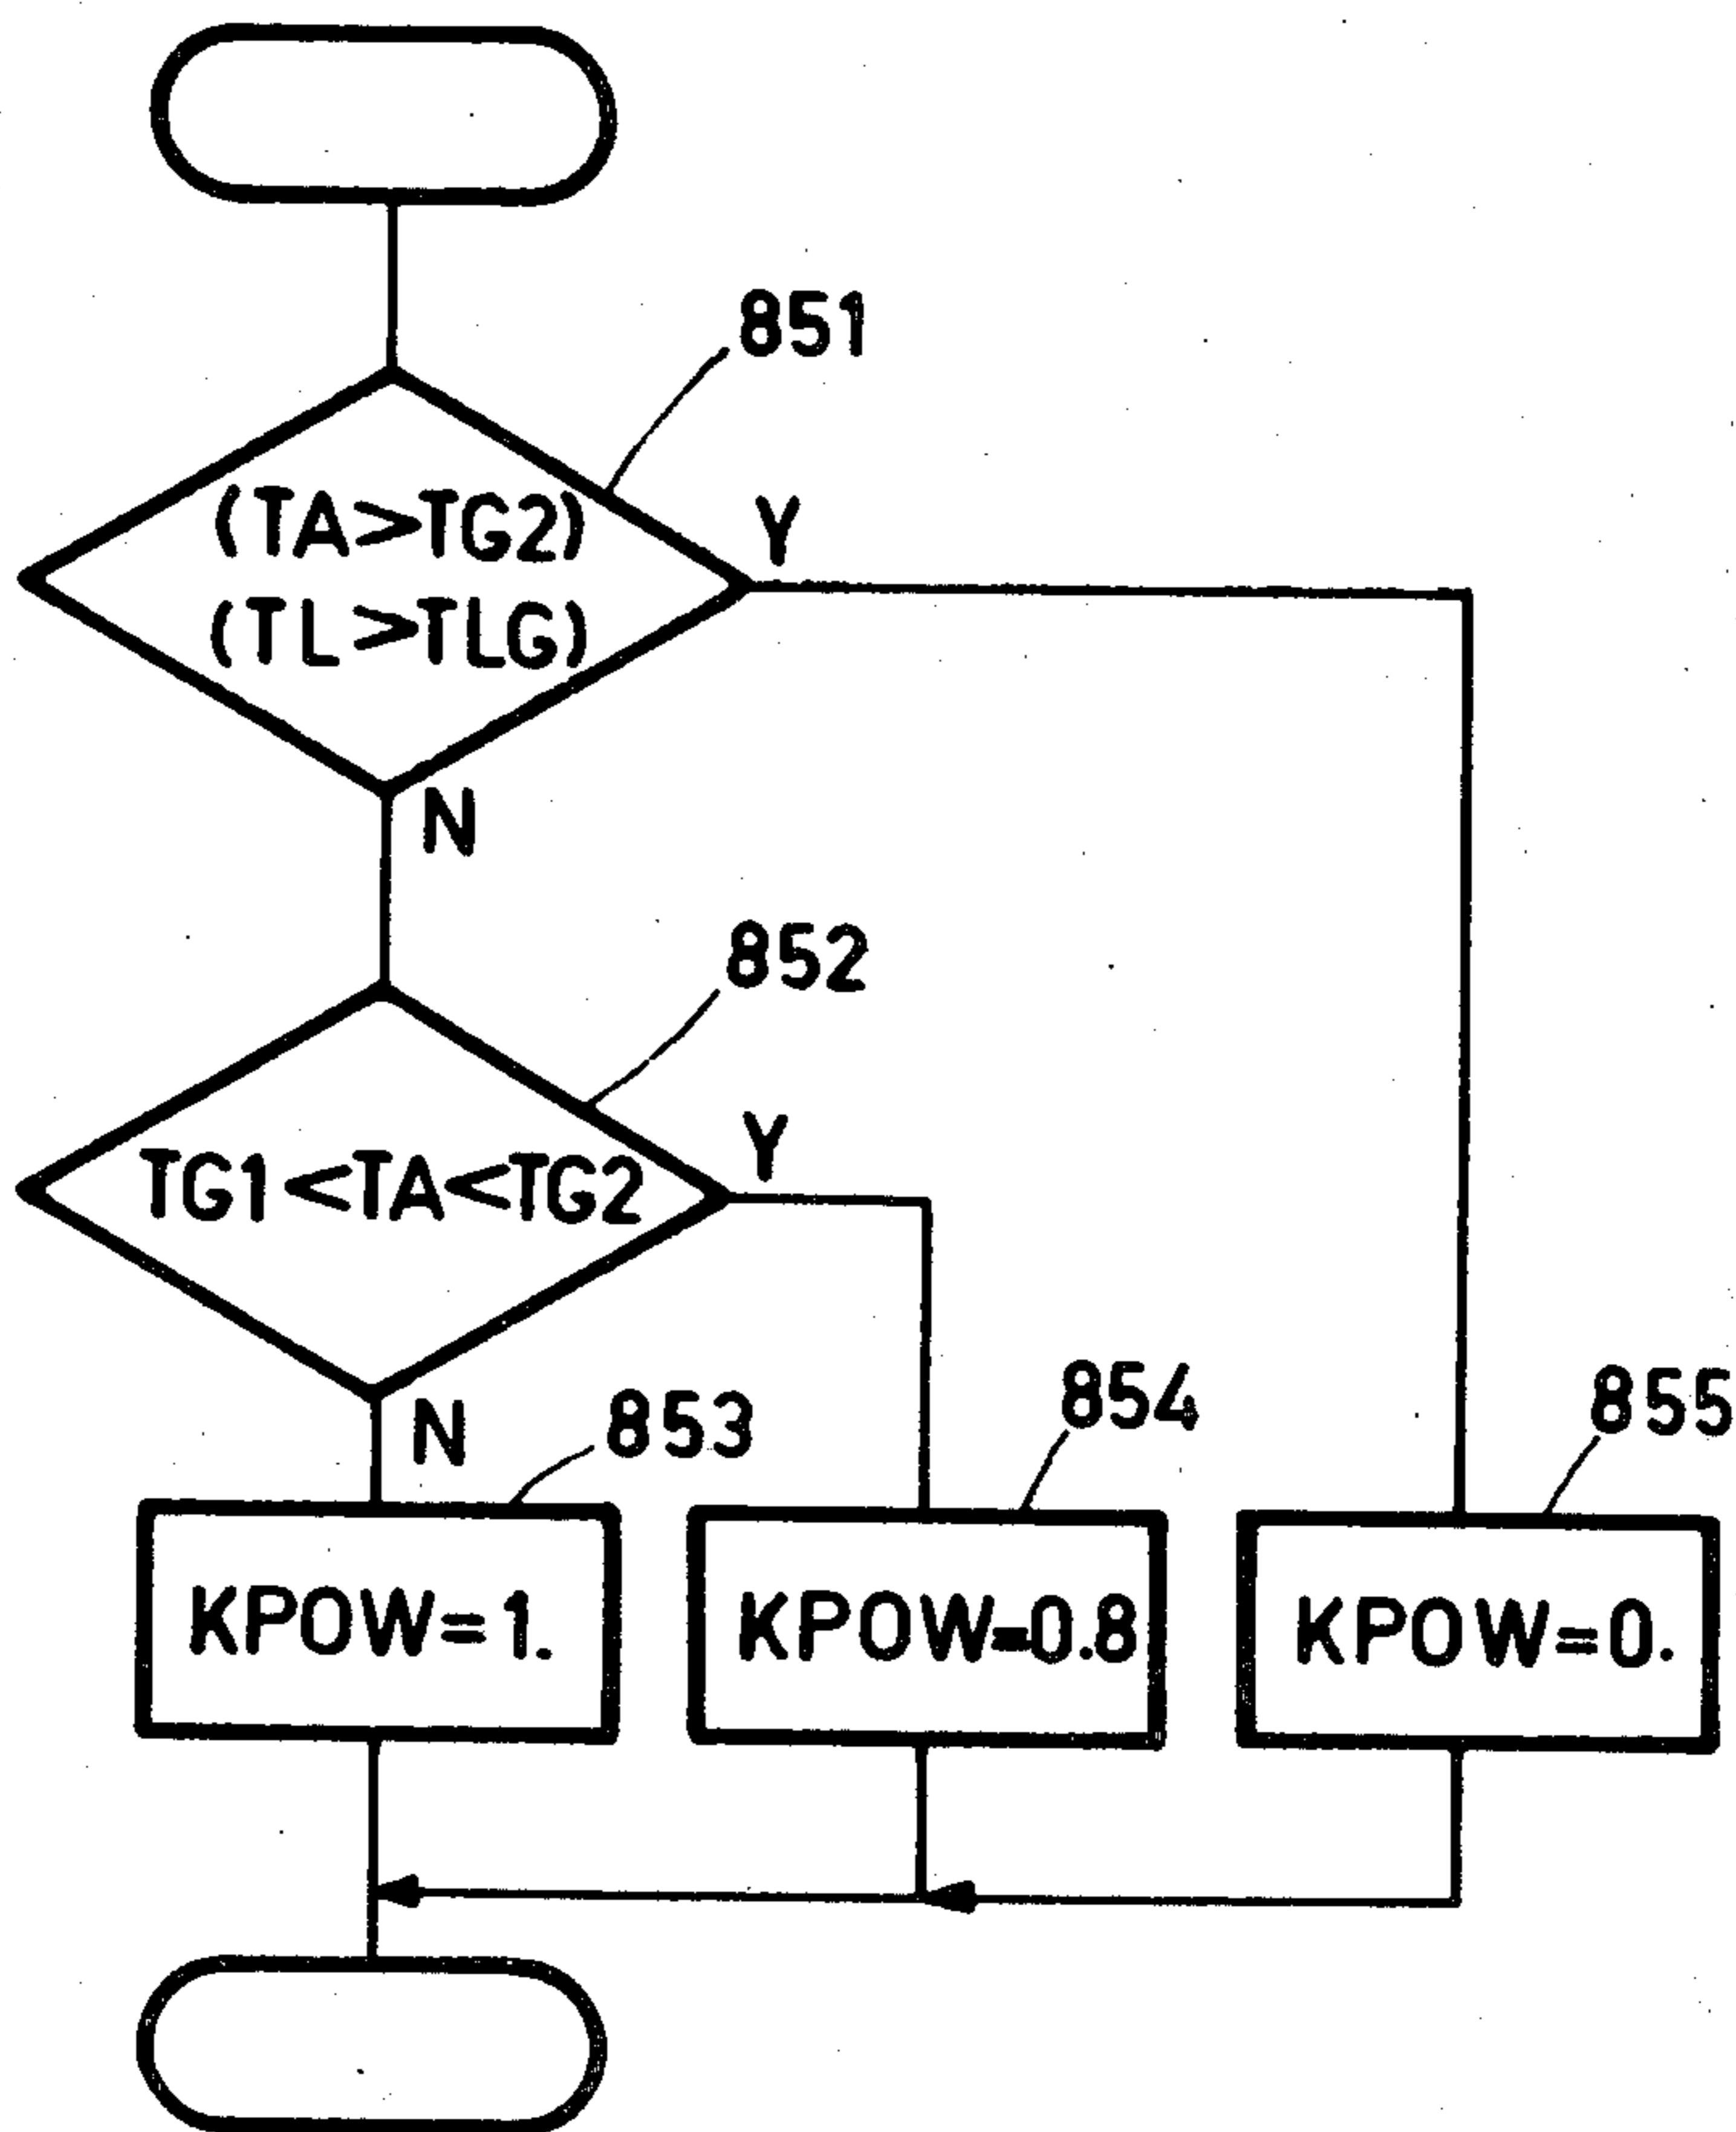 851
(TA>TG2)
(TL>TLG)
Y
N
852
TG1<TA<TG2
Y
N
853
854
855
KPOW=1.
KPOW=0.8
KPOW=0.